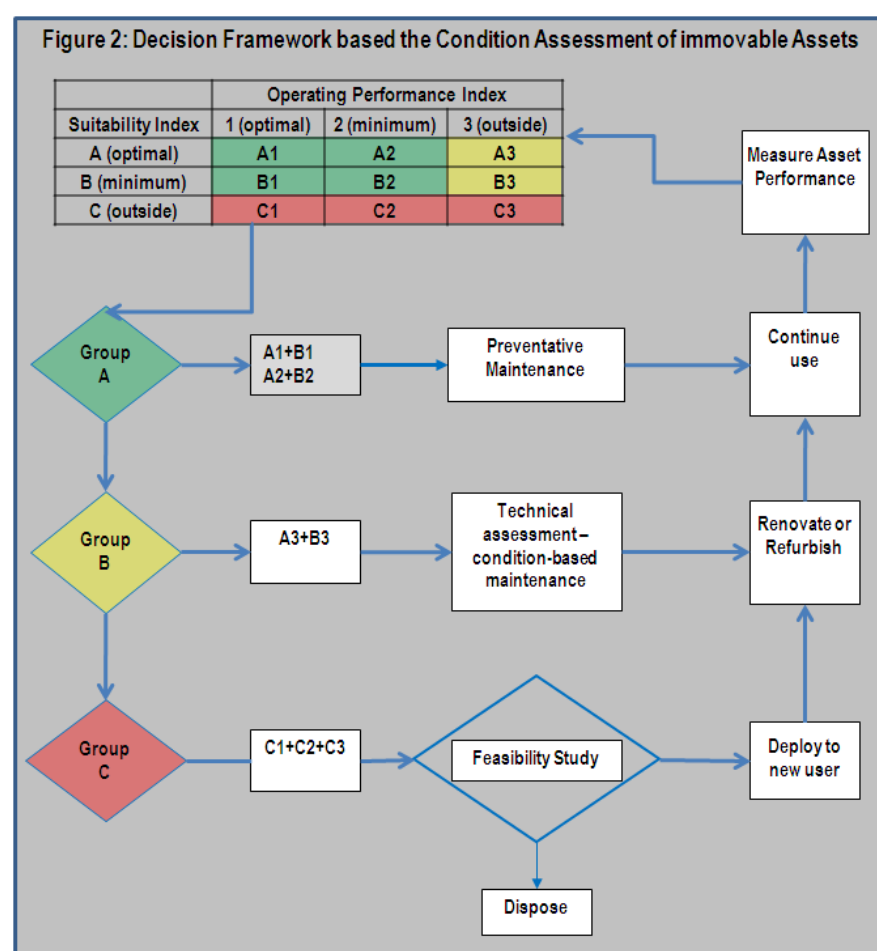 Figure 2: Decision Framework based the Condition Assessment of immovable Assets
Operating Performance Index
Suitability Index 1 (optimal) 2 (minimum) 3 (outside)
A (optimal) A1 A2 A3
B (minimum) B1 B2 B3
C (outside) C1 C2 C3
Measure Asset
Performance
Group
A
A1+B1
A2+B2
Preventative
Maintenance
Continue
use
Group
B
A3+B3
Technical
assessment–
condition-based
maintenance
Renovate or
Refurbish
Group
C
C1+C2+C3
Feasibility Study
Deploy to
new user
Dispose